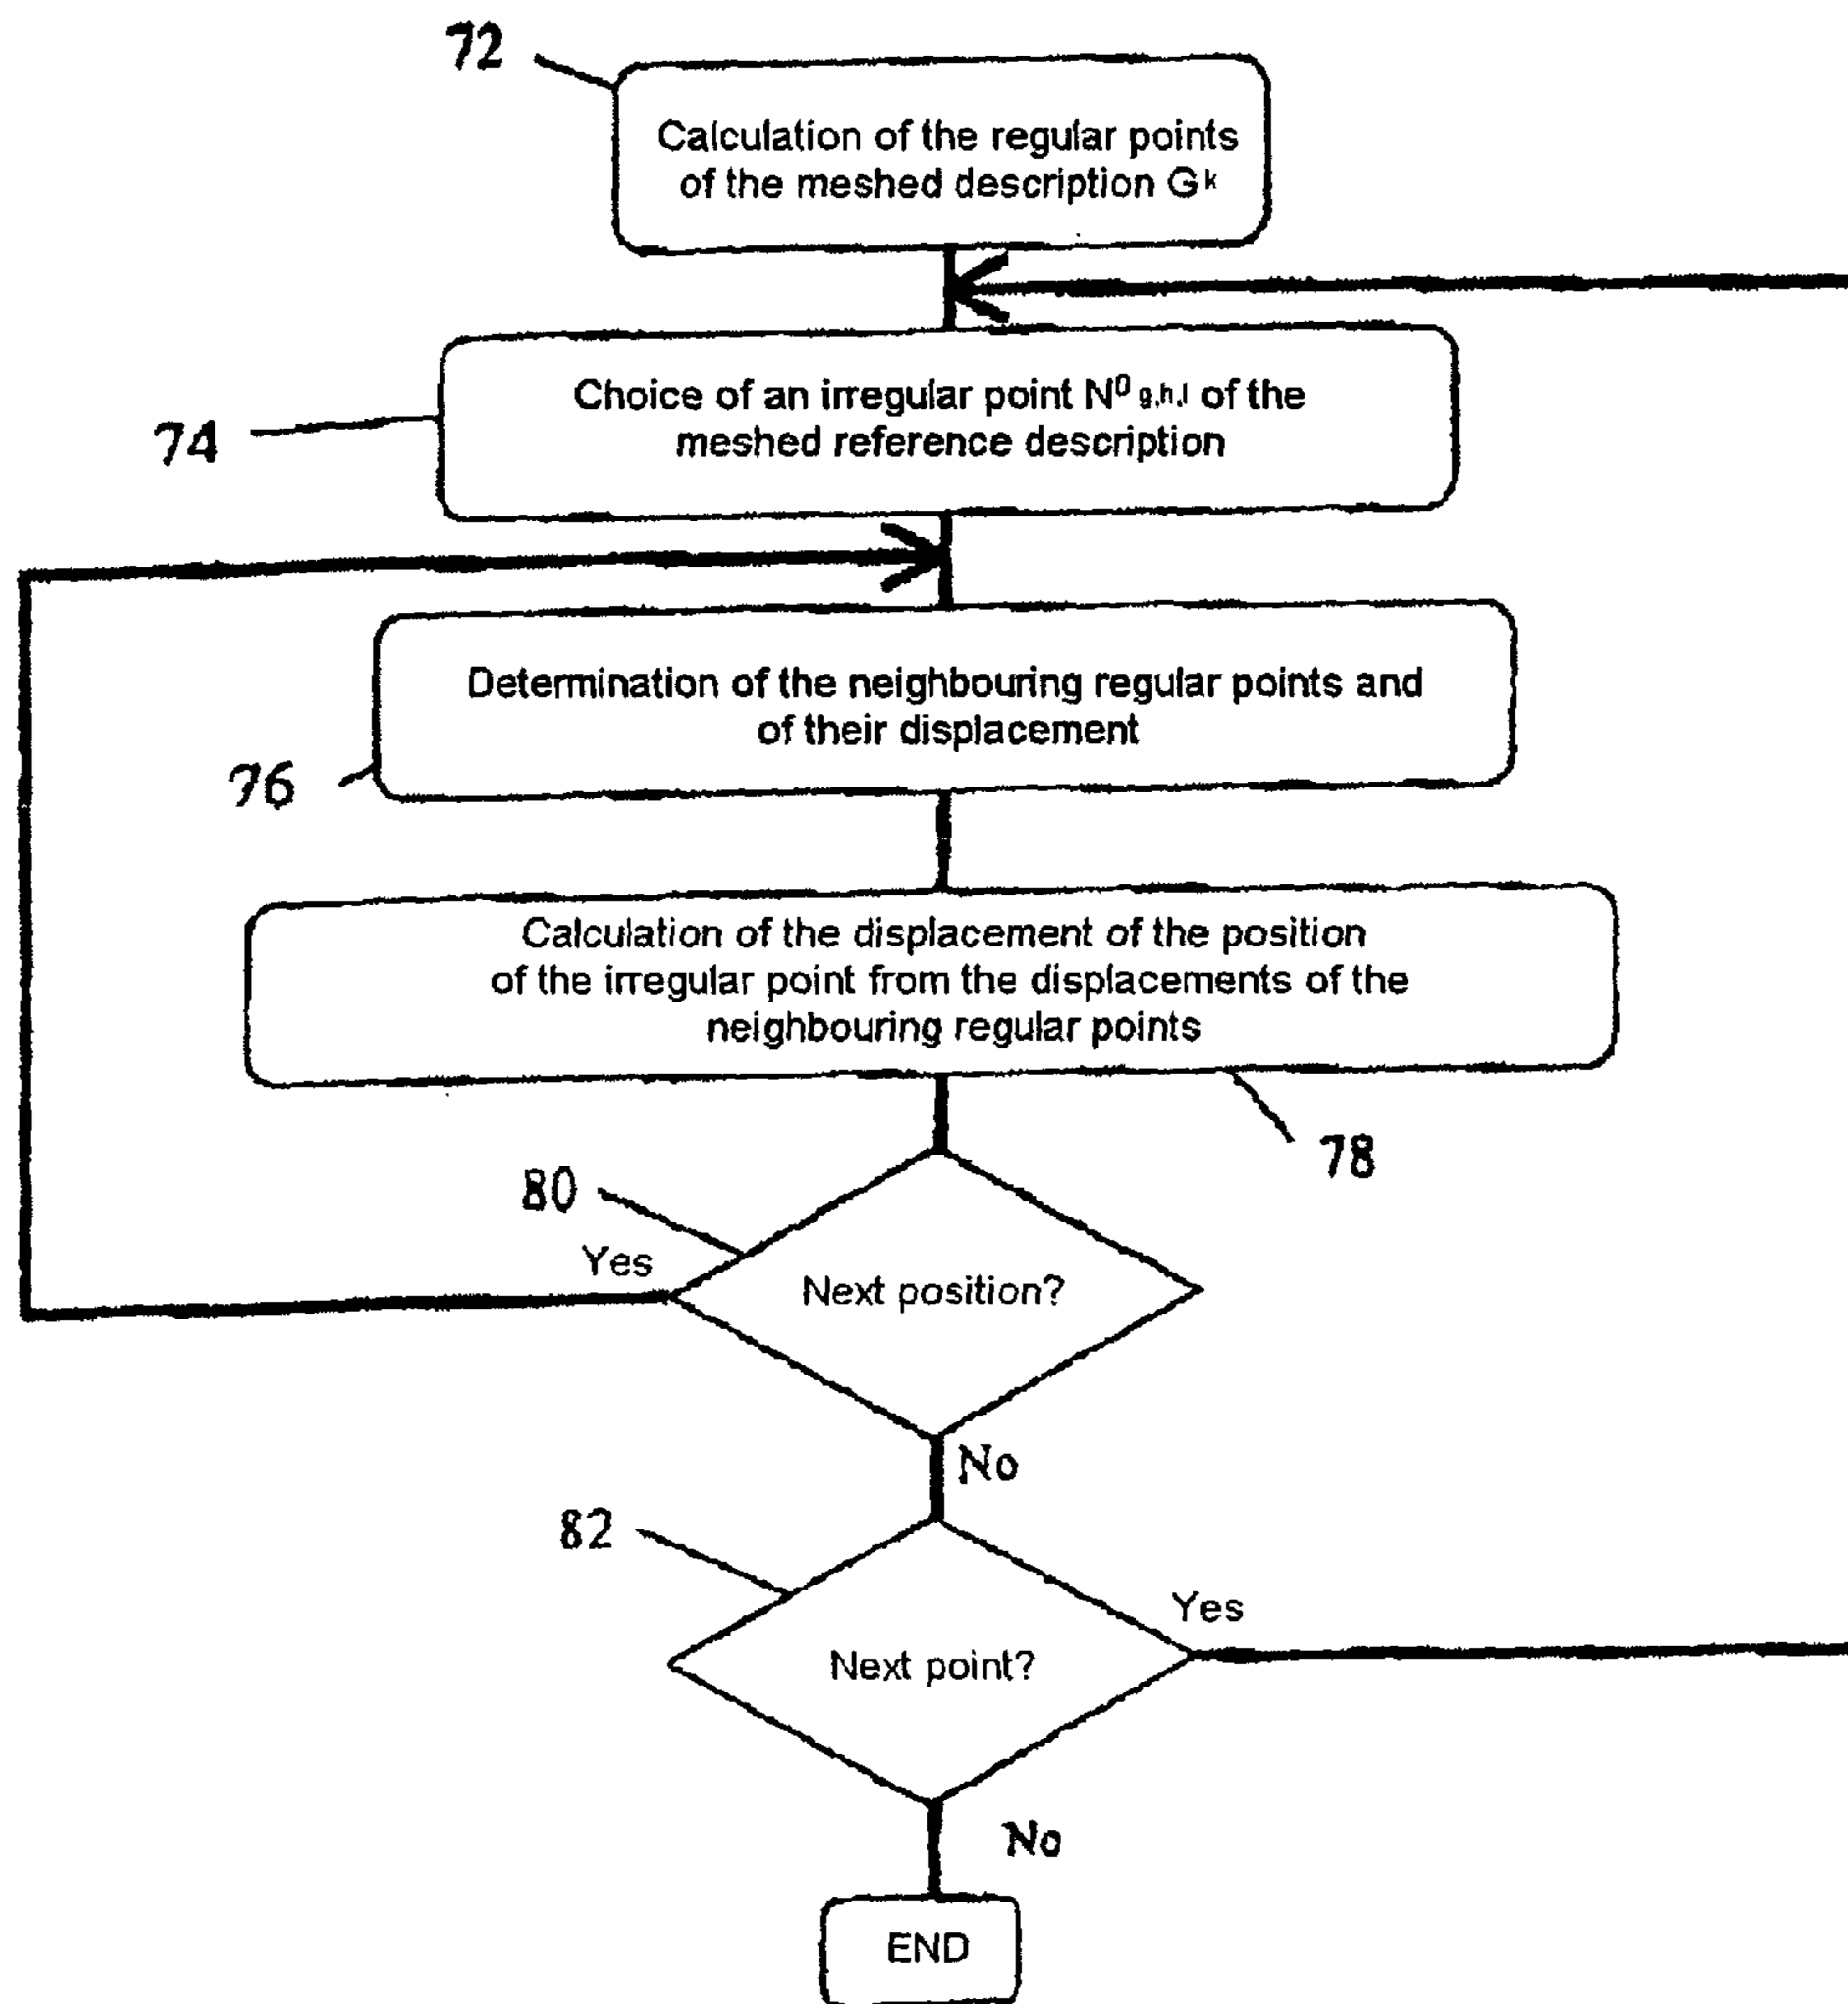 72
Calculation of the regular points
of the meshed description Gᵏ
74
Choice of an irregular point N⁰ g,h,l of the
meshed reference description
76
Determination of the neighbouring regular points and
of their displacement
Calculation of the displacement of the position
of the irregular point from the displacements of the
neighbouring regular points
78
80
Yes
Next position?
No
82
Yes
Next point?
No
END